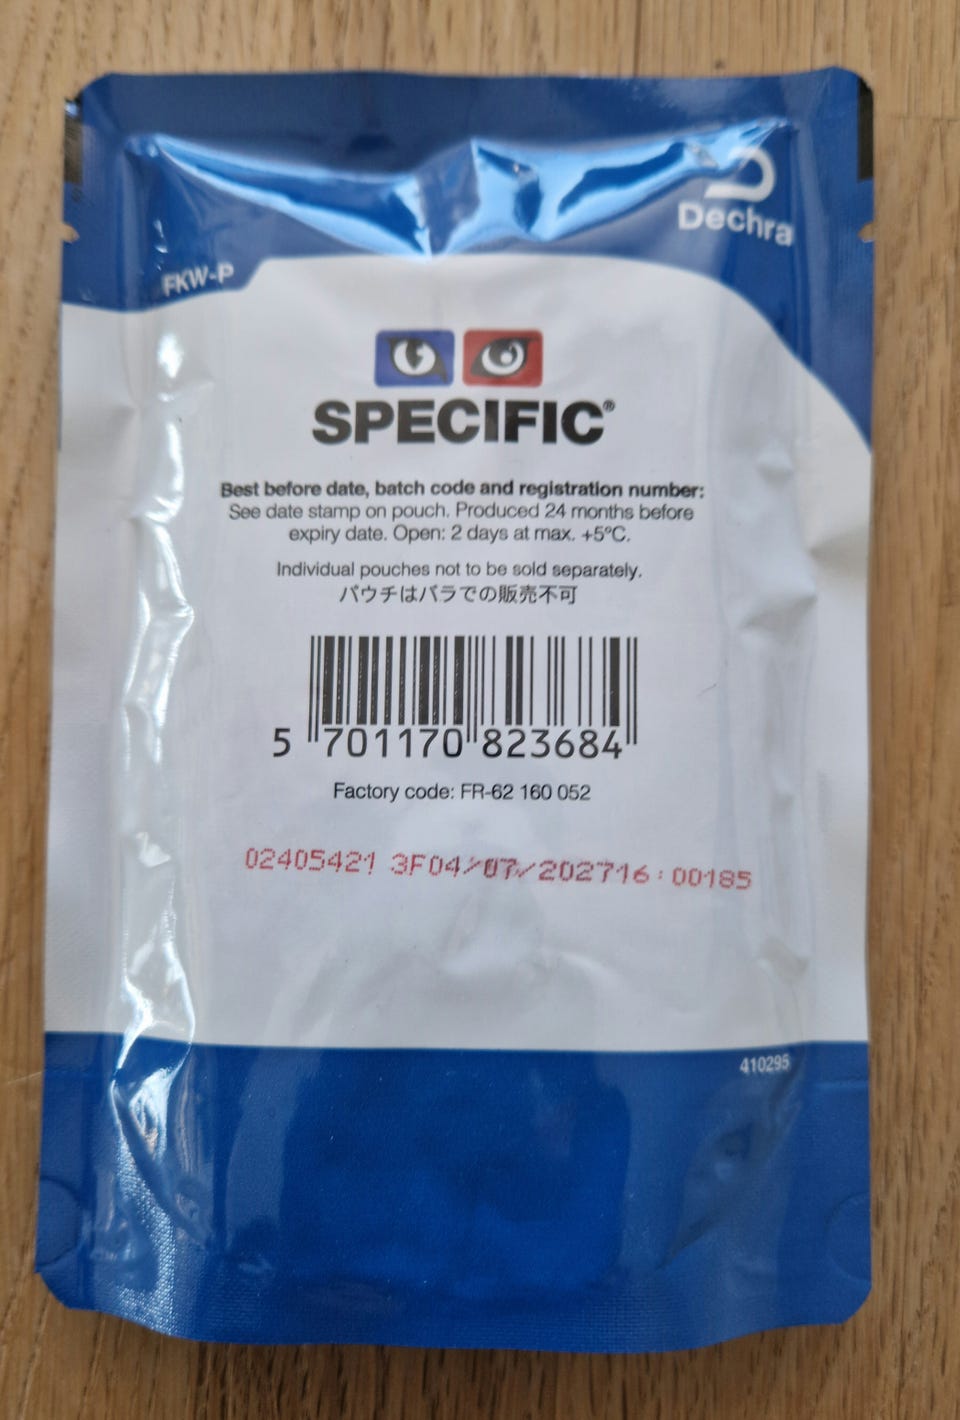 Dechra
FKW-P
SPECIFIC®
Best before date, batch code and registration number:
See date stamp on pouch. Produced 24 months before
expiry date. Open: 2 days at max. +5°C.
Individual pouches not to be sold separately.
パウチはバラでの販売不可
5 701170 823684
Factory code: FR-62 160 052
02405421 3F04/07/202716:00185
410295